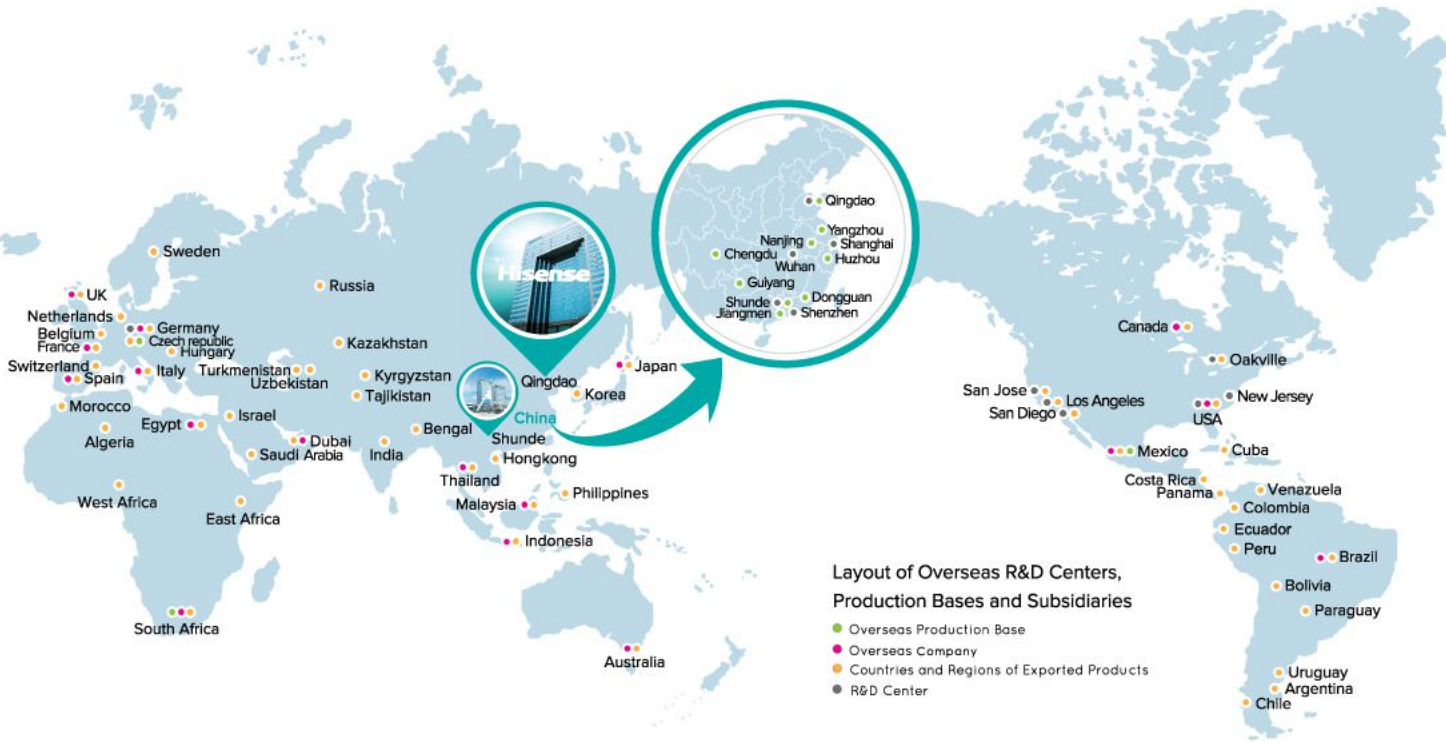 Sweden
UK
Russia
Netherlands
Belgium
Germany
Czech republic
France
Hungary
Kazakhstan
Switzerland
Spain
Italy
Turkmenistan
Uzbekistan
Kyrgyzstan
Tajikistan
Morocco
Algeria
Egypt
Israel
Dubai
Saudi Arabia
Bengal
India
West Africa
East Africa
South Africa
Hisense
Qingdao
China
Shunde
Hongkong
Japan
Korea
Thailand
Philippines
Malaysia
Indonesia
Australia
Qingdao
Yangzhou
Nanjing
Shanghai
Chengdu
Wuhan
Huzhou
Guiyang
Shunde
Dongguan
Jiangmen
Shenzhen
Canada
Oakville
San Jose
Los Angeles
San Diego
New Jersey
USA
Mexico
Cuba
Costa Rica
Panama
Venazuela
Colombia
Ecuador
Peru
Brazil
Bolivia
Paraguay
Uruguay
Argentina
Chile
Layout of Overseas R&D Centers,
Production Bases and Subsidiaries
Overseas Production Base
Overseas Company
Countries and Regions of Exported Products
R&D Center